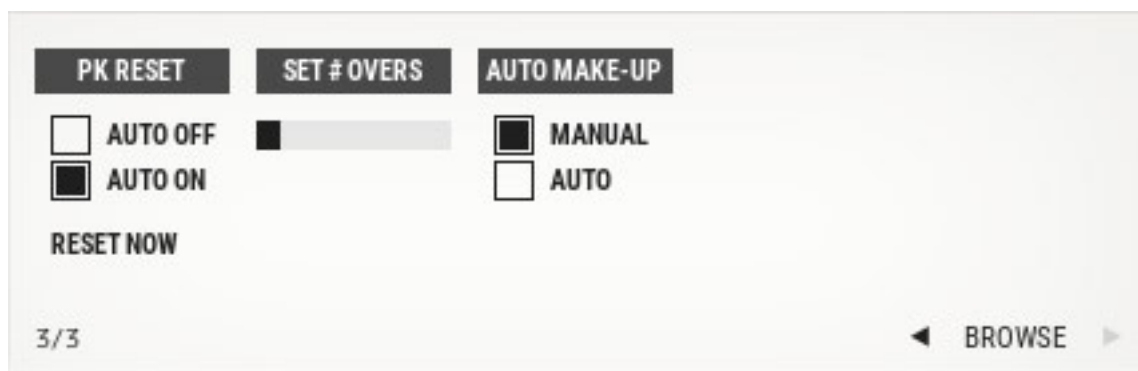 PK RESET
SET # OVERS
AUTO MAKE-UP
AUTO OFF
AUTO ON
MANUAL
AUTO
RESET NOW
3/3
BROWSE